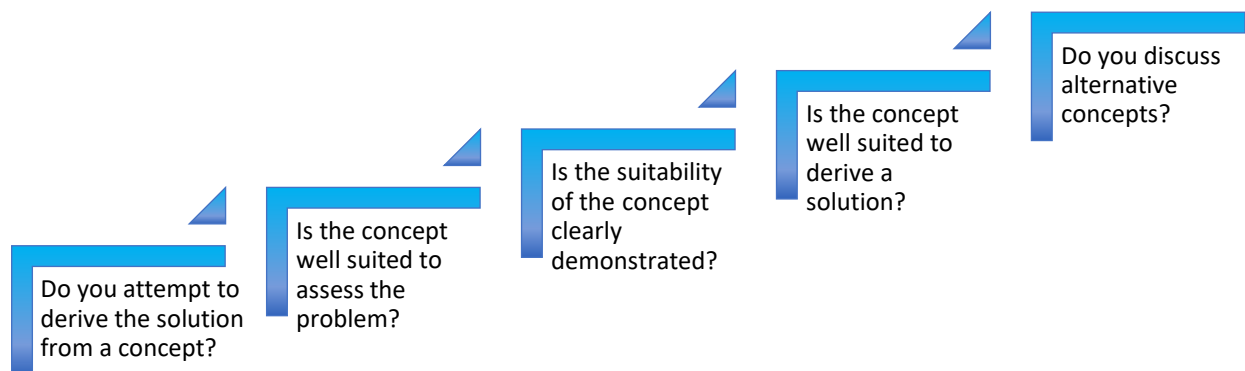 Do you attempt to
derive the solution
from a concept?
Is the concept
well suited to
assess the
problem?
Is the suitability
of the concept
clearly
demonstrated?
Is the concept
well suited to
derive a
solution?
Do you discuss
alternative
concepts?